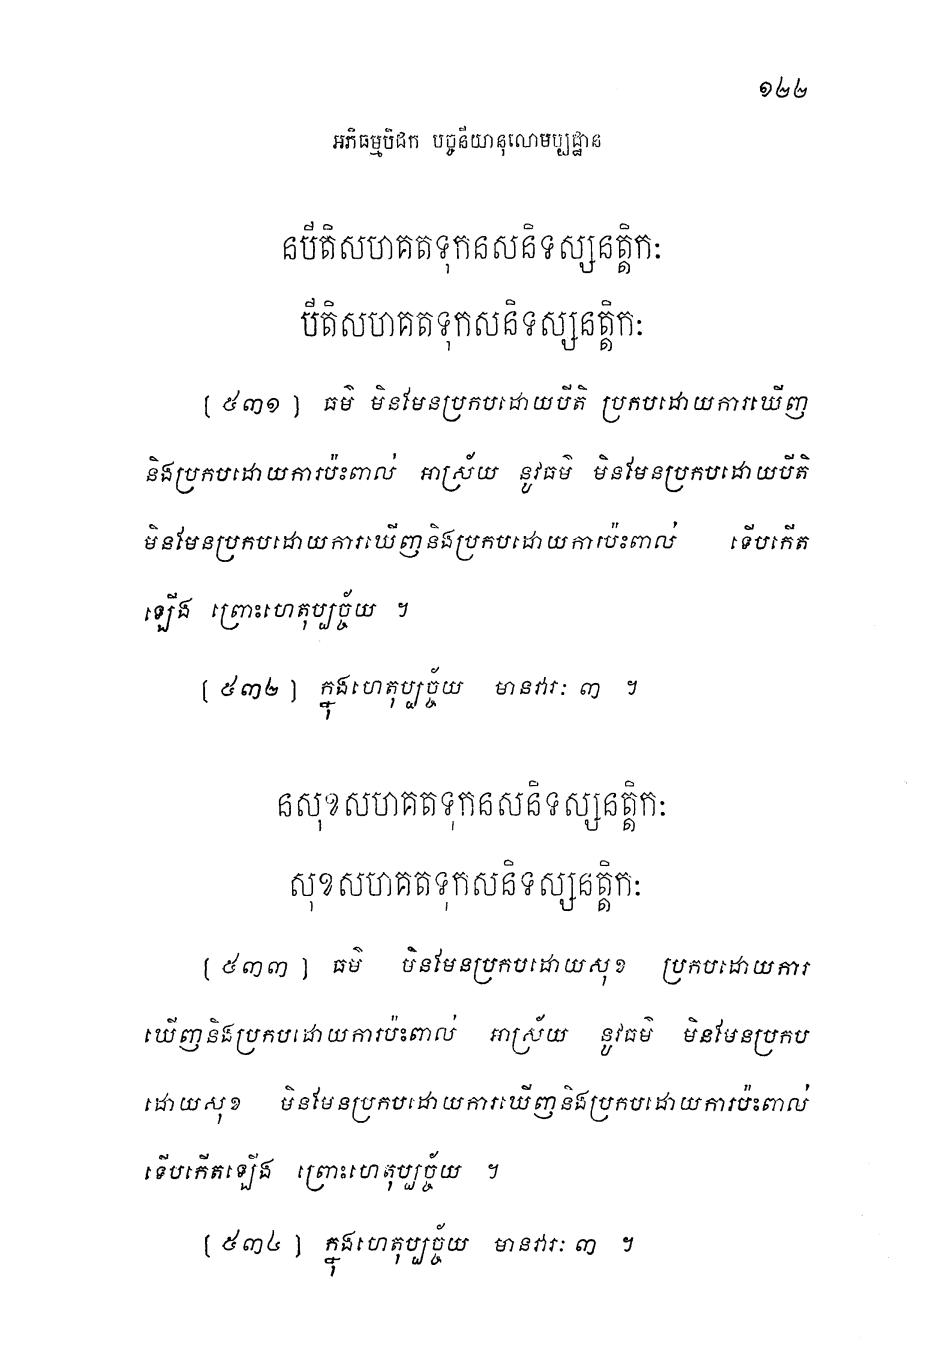 ១២២
អភិធម្មបិដក បច្ចនីយានុលោមប្បដ្ឋាន
នបីតិសហគតទុកនសនិទស្សនត្តិកៈ
បីតិសហគតទុកសនិទស្សនត្តិកៈ
[ ៥៣១ ] ធម៌ មិនមែនប្រកបដោយបីតិ ប្រកបដោយការឃើញ
និងប្រកបដោយការប៉ះពាល់ អាស្រ័យ នូវធម៌ មិនមែនប្រកបដោយបីតិ
មិនមែនប្រកបដោយការឃើញនិងប្រកបដោយការប៉ះពាល់ ទើបកើត
ឡើង ព្រោះហេតុប្បច្ច័យ ។
[ ៥៣២ ] ក្នុងហេតុប្បច្ច័យ មានវារៈ ៣ ។
នសុខសហគតទុកនសនិទស្សនត្តិកៈ
សុខសហគតទុកសនិទស្សនត្តិកៈ
[ ៥៣៣ ] ធម៌ មិនមែនប្រកបដោយសុខ ប្រកបដោយការ
ឃើញនិងប្រកបដោយការប៉ះពាល់ អាស្រ័យ នូវធម៌ មិនមែនប្រកប
ដោយសុខ មិនមែនប្រកបដោយការឃើញនិងប្រកបដោយការប៉ះពាល់
ទើបកើតឡើង ព្រោះហេតុប្បច្ច័យ ។
[ ៥៣៤ ] ក្នុងហេតុប្បច្ច័យ មានវារៈ ៣ ។